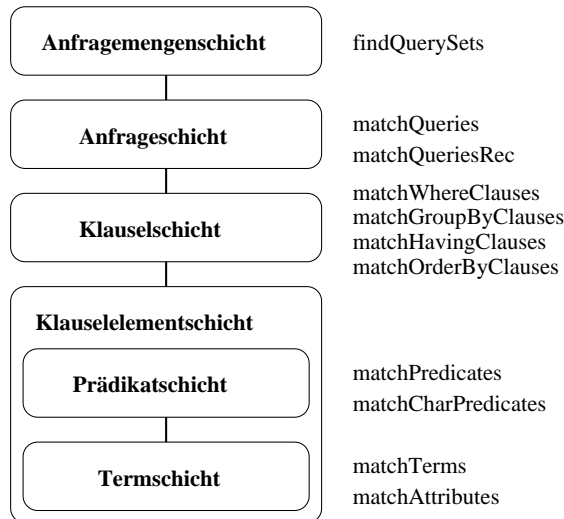 Anfragemengenschicht findQuerySets
Anfrageschicht
matchQueries
matchQueriesRec
Klauselschicht
matchWhereClauses
matchGroupByClauses
matchHavingClauses
matchOrderByClauses
Klauselelementschicht
Prädikatschicht
matchPredicates
matchCharPredicates
Termschicht
matchTerms
matchAttributes